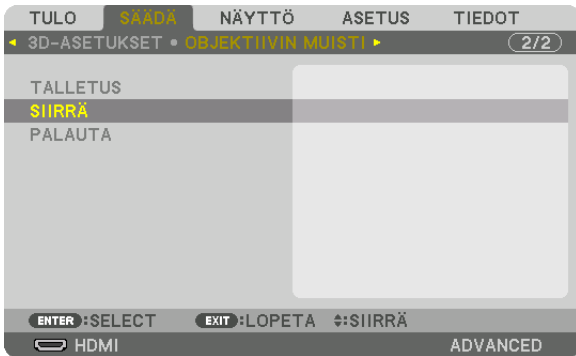 TULO SÄÄDÄ NÄYTTÖ ASETUS TIEDOT
3D-ASETUKSET • OBJEKTIIVIN MUISTI 2/2
TALLETUS
SIIRRÄ
PALAUTA
ENTER :SELECT EXIT :LOPETA :SIIRRÄ
HDMI ADVANCED